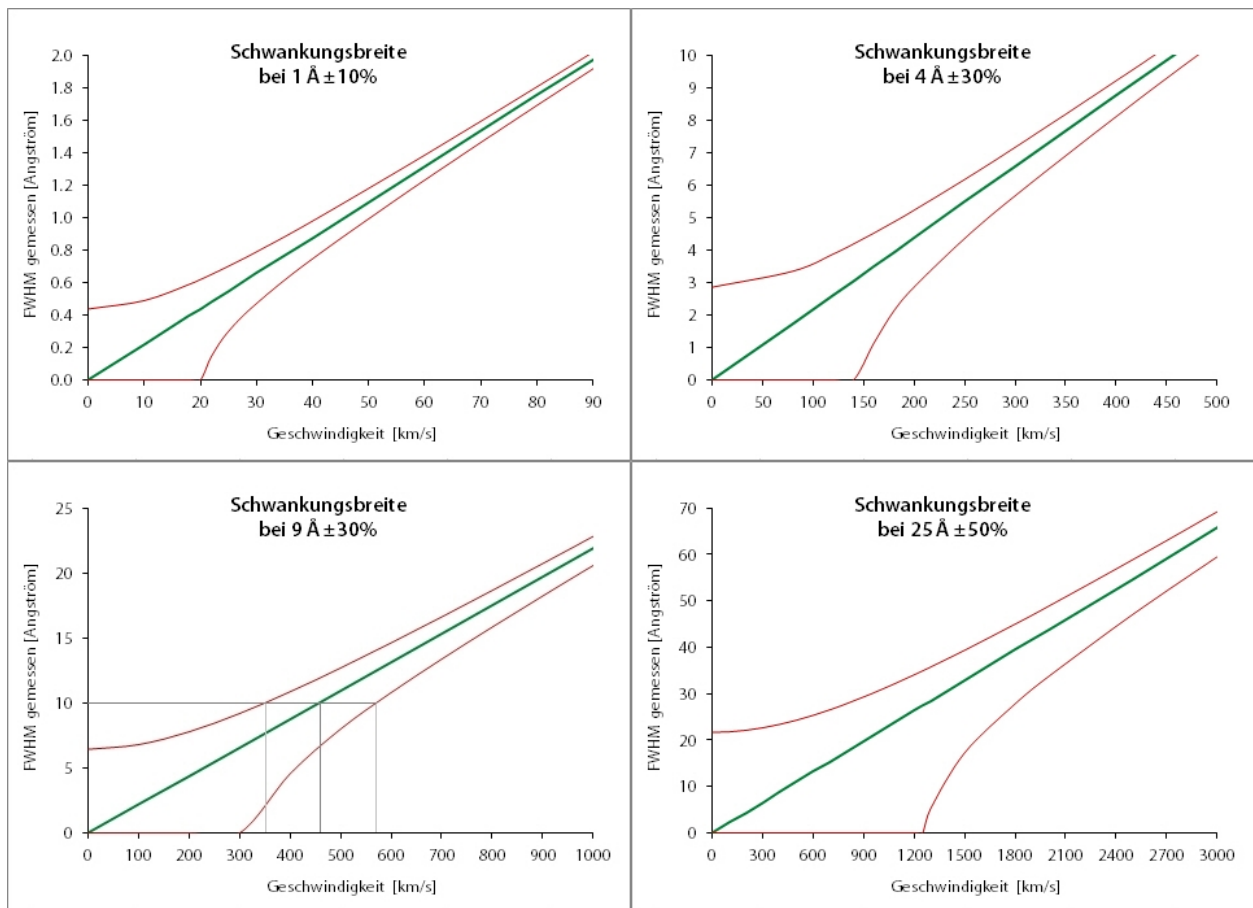 Schwankungsbreite
bei 1 Å ±10%
FWHM gemessen [Angström]
2.0
1.8
1.6
1.4
1.2
1.0
0.8
0.6
0.4
0.2
0.0
0 10 20 30 40 50 60 70 80 90
Geschwindigkeit [km/s]
Schwankungsbreite
bei 4 Å ±30%
FWHM gemessen [Angström]
10
9
8
7
6
5
4
3
2
1
0
0 50 100 150 200 250 300 350 400 450 500
Geschwindigkeit [km/s]
Schwankungsbreite
bei 9 Å ±30%
FWHM gemessen [Angström]
25
20
15
10
5
0
0 100 200 300 400 500 600 700 800 900 1000
Geschwindigkeit [km/s]
Schwankungsbreite
bei 25 Å ±50%
FWHM gemessen [Angström]
70
60
50
40
30
20
10
0
0 300 600 900 1200 1500 1800 2100 2400 2700 3000
Geschwindigkeit [km/s]